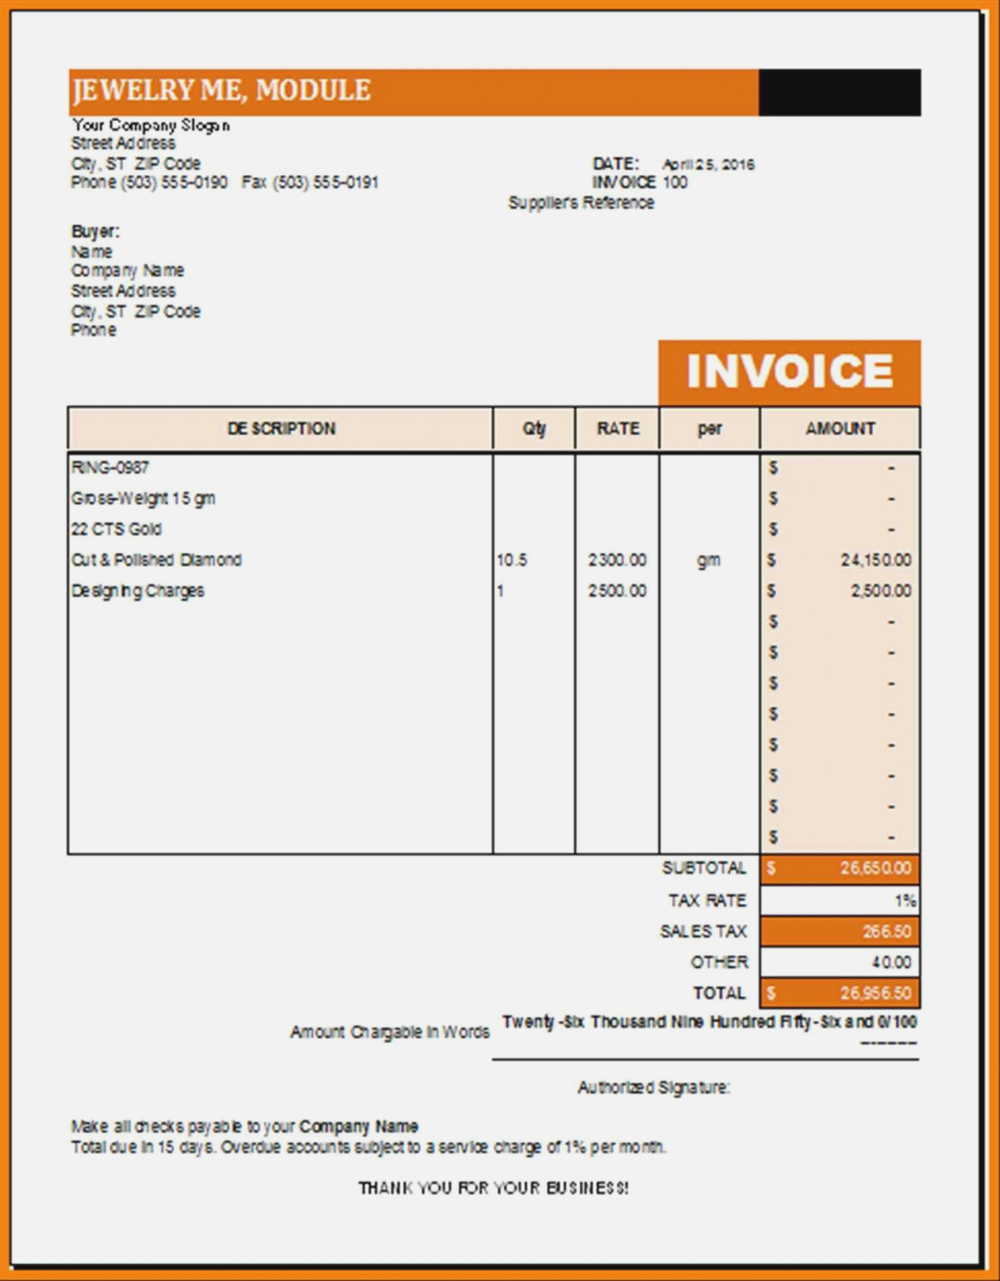 JEWELRY ME, MODULE
Your Company Slogan
Street Address
City, ST ZIP Code
Phone (503) 555-0190 Fax (503) 555-0191
DATE: April 25, 2016
INVOICE 100
Supplier's Reference
Buyer:
Name
Company Name
Street Address
City, ST ZIP Code
Phone
INVOICE
DESCRIPTION Qty RATE per AMOUNT
RING-0987 $ -
Gross-Weight 15 gm $ -
22 CTS Gold $ -
Cut & Polished Diamond 10.5 2300.00 gm $ 24,150.00
Designing Charges 1 2500.00 $ 2,500.00
$ -
$ -
$ -
$ -
$ -
$ -
$ -
$ -
SUBTOTAL $ 26,650.00
TAX RATE 1%
SALES TAX 266.50
OTHER 40.00
TOTAL $ 26,956.50
Amount Chargable in Words Twenty -Six Thousand Nine Hundred Fifty -Six and 0/100
-------
Authorized Signature:
Make all checks payable to your Company Name
Total due in 15 days. Overdue accounts subject to a service charge of 1% per month.
THANK YOU FOR YOUR BUSINESS!